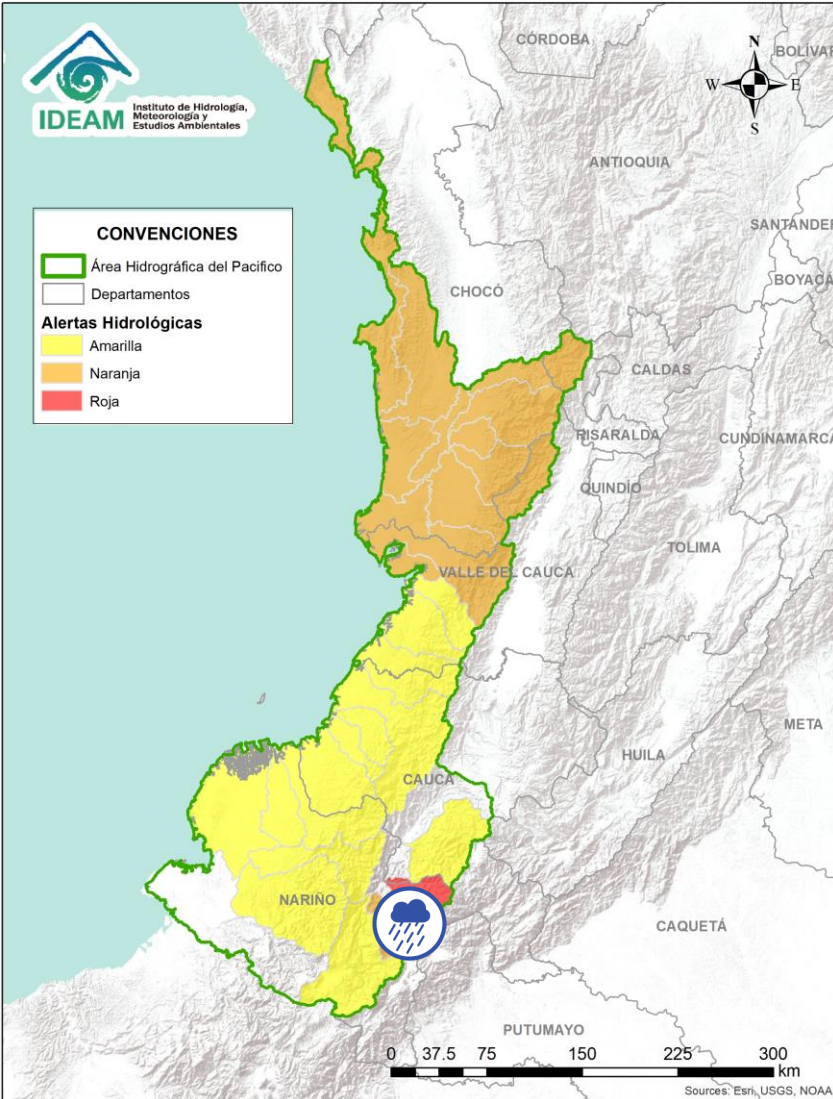 IDEAM
Instituto de Hidrología,
Meteorología y
Estudios Ambientales
N
W
E
S
CÓRDOBA
BOLÍVAR
ANTIOQUIA
SANTANDER
BOYACÁ
CHOCÓ
CALDAS
RISARALDA
CUNDINAMARCA
QUINDÍO
TOLIMA
VALLE DEL CAUCA
META
HUILA
CAUCA
NARIÑO
CAQUETÁ
PUTUMAYO
CONVENCIONES
Área Hidrográfica del Pacifico
Departamentos
Alertas Hidrológicas
Amarilla
Naranja
Roja
0 37.5 75 150 225 300
km
Sources: Esri, USGS, NOAA